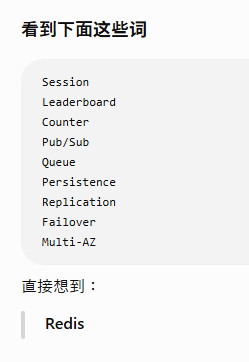 看到下面这些词
Session
Leaderboard
Counter
Pub/Sub
Queue
Persistence
Replication
Failover
Multi-AZ
直接想到：
Redis